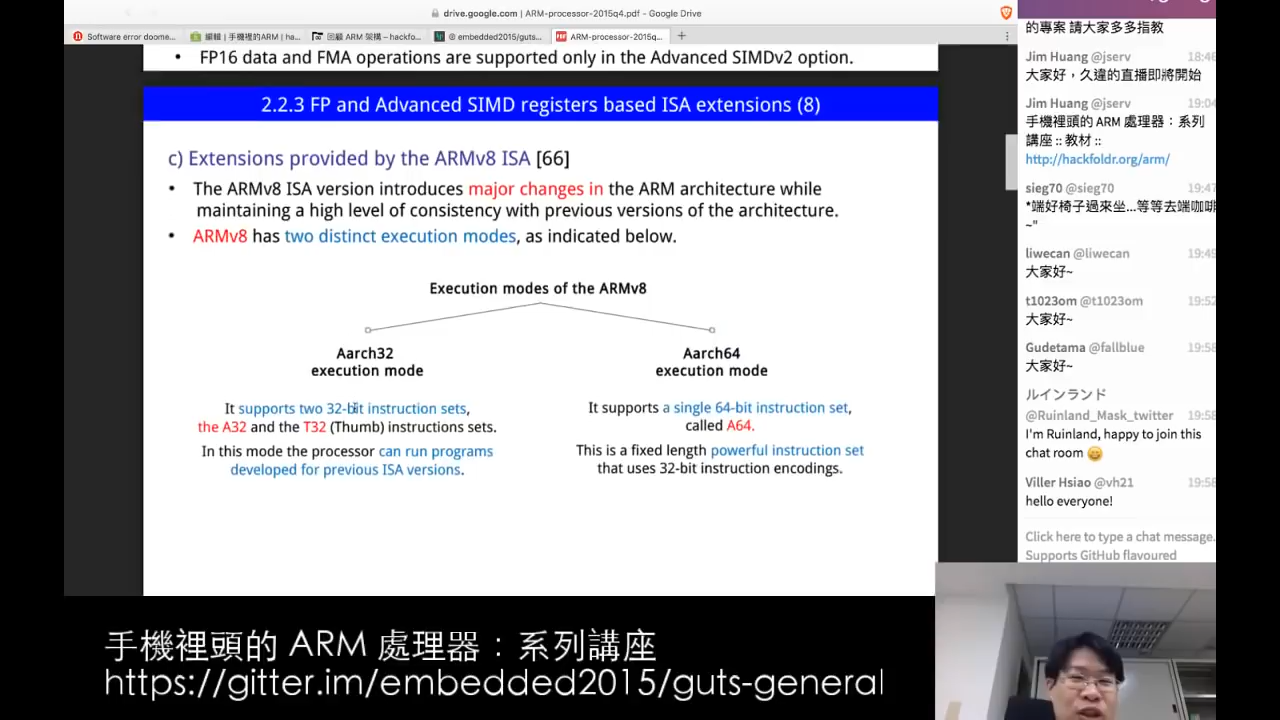 drive.google.com | ARM-processor-2015q4.pdf - Google Drive
Software error doome...
編輯 | 手機裡的ARM | ha...
回顧 ARM 架構 – hackfo...
@ embedded2015/guts...
ARM-processor-2015q...
• FP16 data and FMA operations are supported only in the Advanced SIMDv2 option.
2.2.3 FP and Advanced SIMD registers based ISA extensions (8)
c) Extensions provided by the ARMv8 ISA [66]
• The ARMv8 ISA version introduces major changes in the ARM architecture while
maintaining a high level of consistency with previous versions of the architecture.
• ARMv8 has two distinct execution modes, as indicated below.
Execution modes of the ARMv8
Aarch32
execution mode
It supports two 32-bit instruction sets,
the A32 and the T32 (Thumb) instructions sets.
In this mode the processor can run programs
developed for previous ISA versions.
Aarch64
execution mode
It supports a single 64-bit instruction set,
called A64.
This is a fixed length powerful instruction set
that uses 32-bit instruction encodings.
的專案 請大家多多指教
Jim Huang @jserv 18:46
大家好，久違的直播即將開始
Jim Huang @jserv 19:04
手機裡頭的 ARM 處理器：系列
講座 :: 教材 ::
http://hackfoldr.org/arm/
sieg70 @sieg70 19:47
*端好椅子過來坐...等等去端咖啡
~"
liwecan @liwecan 19:49
大家好~
t1023om @t1023om 19:52
大家好~
Gudetama @fallblue 19:58
大家好~
ルインランド
@Ruinland_Mask_twitter 19:58
I'm Ruinland, happy to join this
chat room 😄
Viller Hsiao @vh21 19:58
hello everyone!
Click here to type a chat message.
Supports GitHub flavoured
手機裡頭的 ARM 處理器：系列講座
https://gitter.im/embedded2015/guts-general